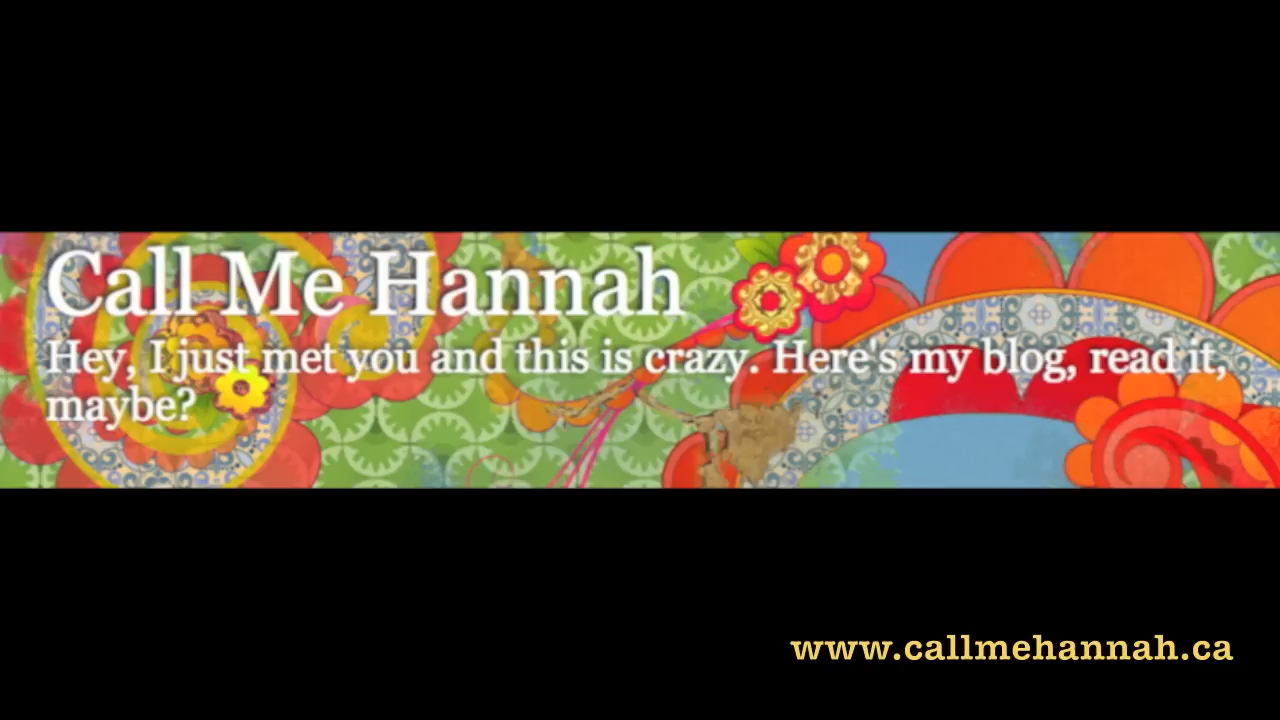 Call Me Hannah
Hey, I just met you and this is crazy. Here's my blog, read it,
maybe?
www.callmehannah.ca